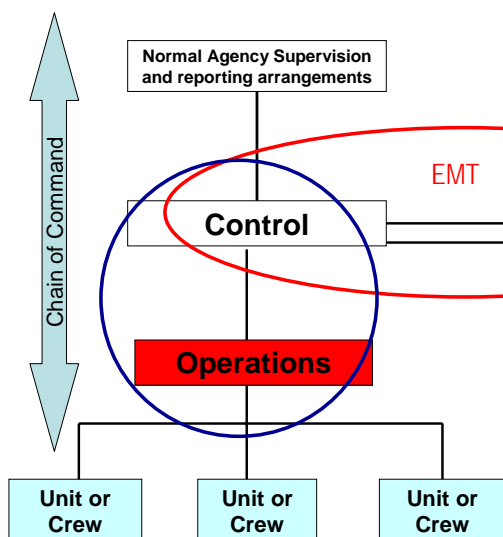 Normal Agency Supervision
and reporting arrangements
EMT
Chain of Command
Control
Operations
Unit or
Crew
Unit or
Crew
Unit or
Crew